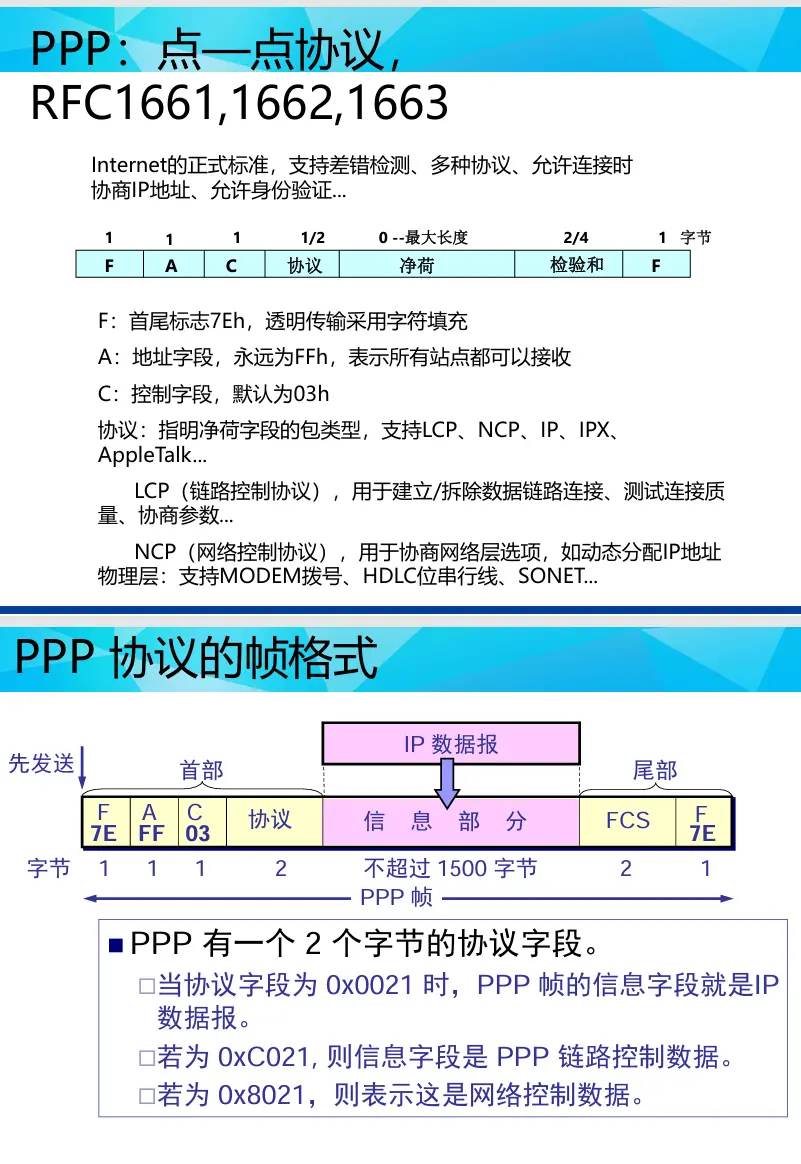 PPP：点—点协议，
RFC1661,1662,1663
Internet的正式标准，支持差错检测、多种协议、允许连接时
协商IP地址、允许身份验证...
1 1 1 1/2 0 --最大长度 2/4 1 字节
F A C 协议 净荷 检验和 F
F：首尾标志7Eh，透明传输采用字符填充
A：地址字段，永远为FFh，表示所有站点都可以接收
C：控制字段，默认为03h
协议：指明净荷字段的包类型，支持LCP、NCP、IP、IPX、
AppleTalk...
LCP（链路控制协议），用于建立/拆除数据链路连接、测试连接质
量、协商参数...
NCP（网络控制协议），用于协商网络层选项，如动态分配IP地址
物理层：支持MODEM拨号、HDLC位串行线、SONET...
PPP 协议的帧格式
IP 数据报
先发送 首部 尾部
F A C 协议 信 息 部 分 FCS F
7E FF 03 7E
字节 1 1 1 2 不超过 1500 字节 2 1
PPP 帧
■PPP 有一个 2 个字节的协议字段。
□当协议字段为 0x0021 时，PPP 帧的信息字段就是IP
数据报。
□若为 0xC021, 则信息字段是 PPP 链路控制数据。
□若为 0x8021，则表示这是网络控制数据。